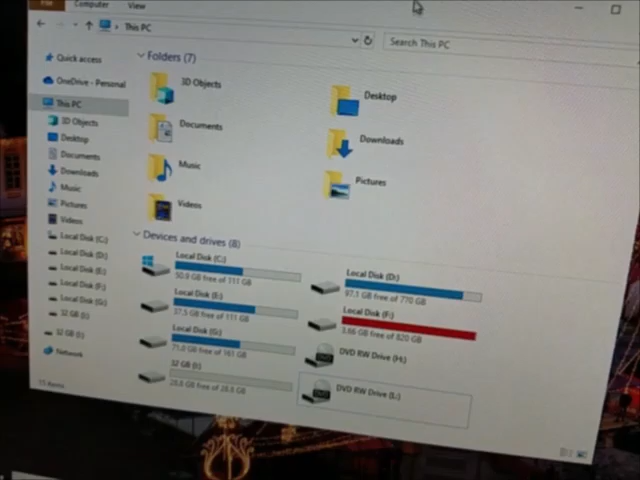 File
Computer
View
This PC
Search This PC
Quick access
OneDrive - Personal
This PC
3D Objects
Desktop
Documents
Downloads
Music
Pictures
Videos
Local Disk (C:)
Local Disk (D:)
Local Disk (E:)
Local Disk (F:)
Local Disk (G:)
32 GB (I:)
32 GB (I:)
Network
15 items
Folders (7)
3D Objects
Desktop
Documents
Downloads
Music
Pictures
Videos
Devices and drives (8)
Local Disk (C:)
50.9 GB free of 111 GB
Local Disk (D:)
97.1 GB free of 770 GB
Local Disk (E:)
37.5 GB free of 111 GB
Local Disk (F:)
3.66 GB free of 820 GB
Local Disk (G:)
71.0 GB free of 161 GB
DVD RW Drive (H:)
32 GB (I:)
28.8 GB free of 28.8 GB
DVD RW Drive (L:)